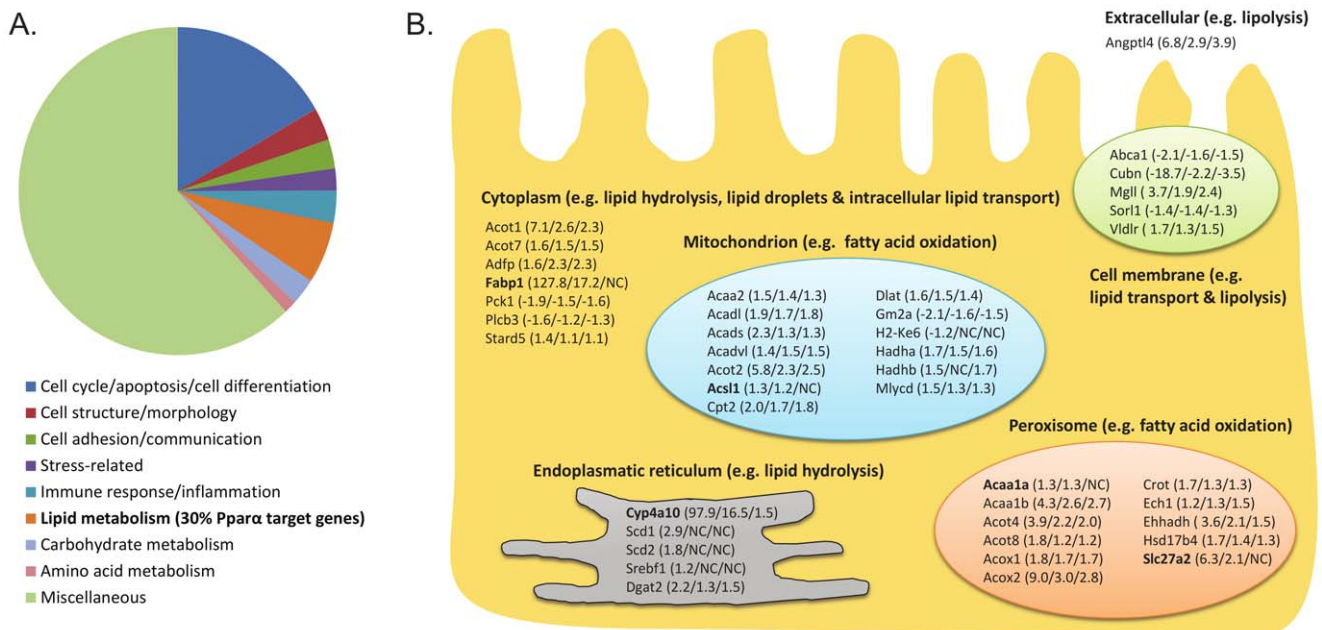 A.
Cell cycle/apoptosis/cell differentiation
Cell structure/morphology
Cell adhesion/communication
Stress-related
Immune response/inflammation
Lipid metabolism (30% Pparα target genes)
Carbohydrate metabolism
Amino acid metabolism
Miscellaneous
B.
Extracellular (e.g. lipolysis)
Angptl4 (6.8/2.9/3.9)
Abca1 (-2.1/-1.6/-1.5)
Cubn (-18.7/-2.2/-3.5)
Mgll ( 3.7/1.9/2.4)
Sorl1 (-1.4/-1.4/-1.3)
Vldlr ( 1.7/1.3/1.5)
Cell membrane (e.g.
lipid transport & lipolysis)
Cytoplasm (e.g. lipid hydrolysis, lipid droplets & intracellular lipid transport)
Acot1 (7.1/2.6/2.3)
Acot7 (1.6/1.5/1.5)
Adfp (1.6/2.3/2.3)
Fabp1 (127.8/17.2/NC)
Pck1 (-1.9/-1.5/-1.6)
Plcb3 (-1.6/-1.2/-1.3)
Stard5 (1.4/1.1/1.1)
Mitochondrion (e.g. fatty acid oxidation)
Acaa2 (1.5/1.4/1.3)
Acadl (1.9/1.7/1.8)
Acads (2.3/1.3/1.3)
Acadvl (1.4/1.5/1.5)
Acot2 (5.8/2.3/2.5)
Acsl1 (1.3/1.2/NC)
Cpt2 (2.0/1.7/1.8)
Dlat (1.6/1.5/1.4)
Gm2a (-2.1/-1.6/-1.5)
H2-Ke6 (-1.2/NC/NC)
Hadha (1.7/1.5/1.6)
Hadhb (1.5/NC/1.7)
Mlycd (1.5/1.3/1.3)
Endoplasmatic reticulum (e.g. lipid hydrolysis)
Cyp4a10 (97.9/16.5/1.5)
Scd1 (2.9/NC/NC)
Scd2 (1.8/NC/NC)
Srebf1 (1.2/NC/NC)
Dgat2 (2.2/1.3/1.5)
Peroxisome (e.g. fatty acid oxidation)
Acaa1a (1.3/1.3/NC)
Acaa1b (4.3/2.6/2.7)
Acot4 (3.9/2.2/2.0)
Acot8 (1.8/1.2/1.2)
Acox1 (1.8/1.7/1.7)
Acox2 (9.0/3.0/2.8)
Crot (1.7/1.3/1.3)
Ech1 (1.2/1.3/1.5)
Ehhadh ( 3.6/2.1/1.5)
Hsd17b4 (1.7/1.4/1.3)
Slc27a2 (6.3/2.1/NC)